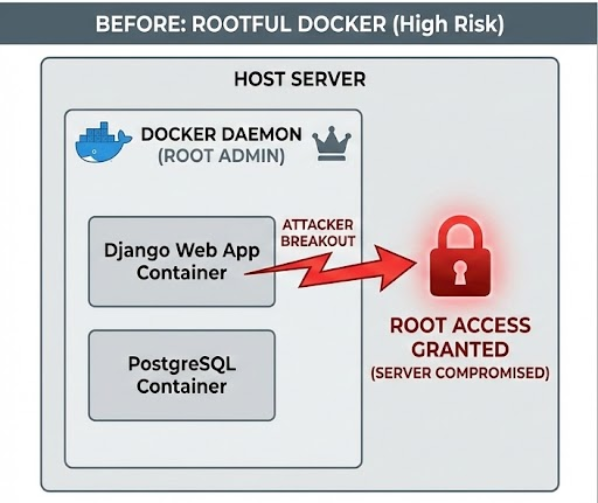 BEFORE: ROOTFUL DOCKER (High Risk)
HOST SERVER
DOCKER DAEMON
(ROOT ADMIN)
Django Web App
Container
ATTACKER
BREAKOUT
ROOT ACCESS
GRANTED
(SERVER COMPROMISED)
PostgreSQL
Container